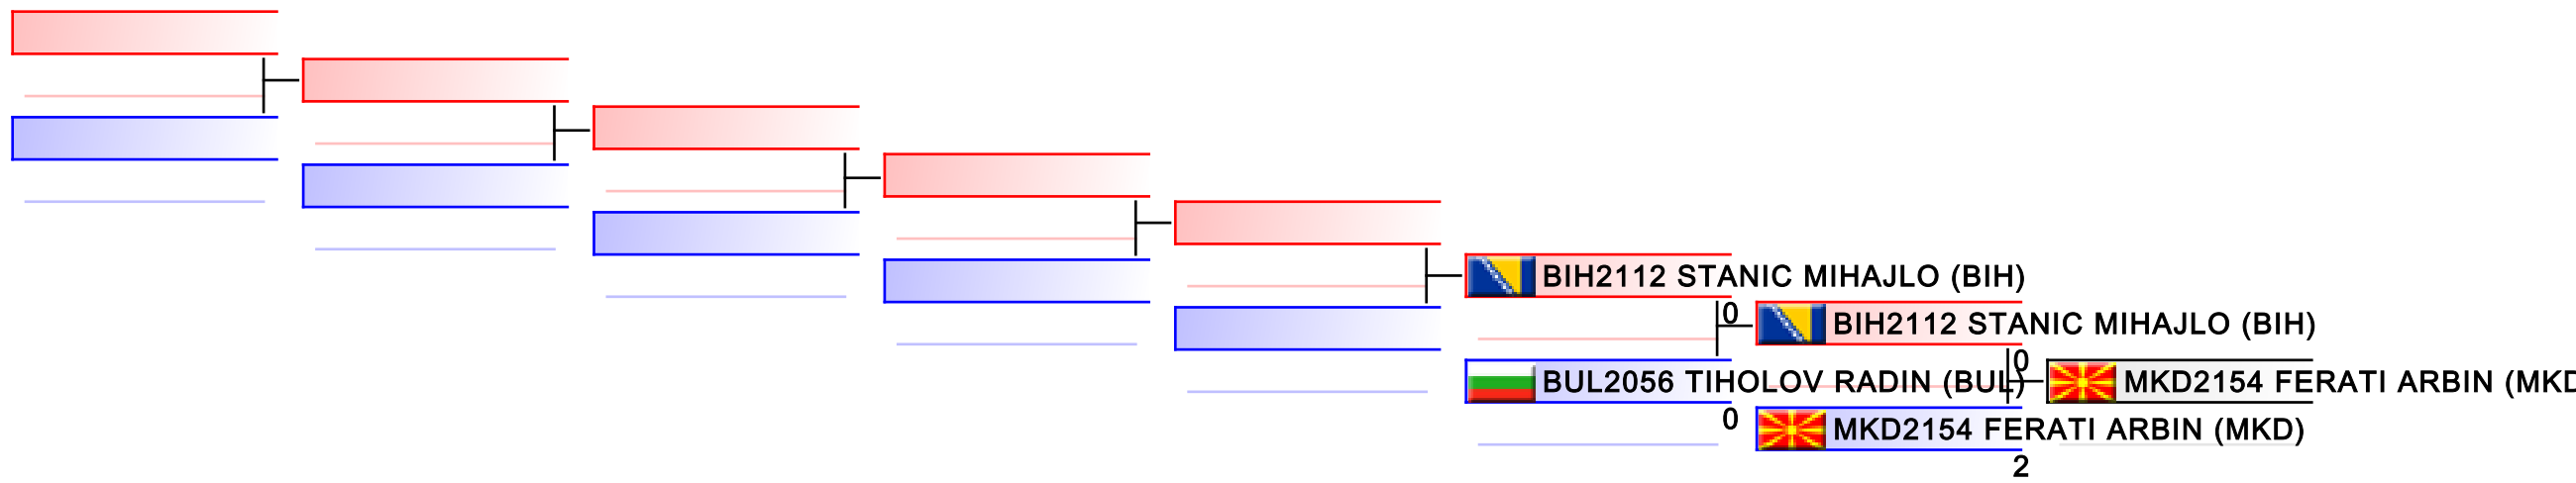 BIH2112 STANIC MIHAJLO (BIH)
0
BIH2112 STANIC MIHAJLO (BIH)
0
BUL2056 TIHOLOV RADIN (BUL)
MKD2154 FERATI ARBIN (MKD
0
MKD2154 FERATI ARBIN (MKD)
2